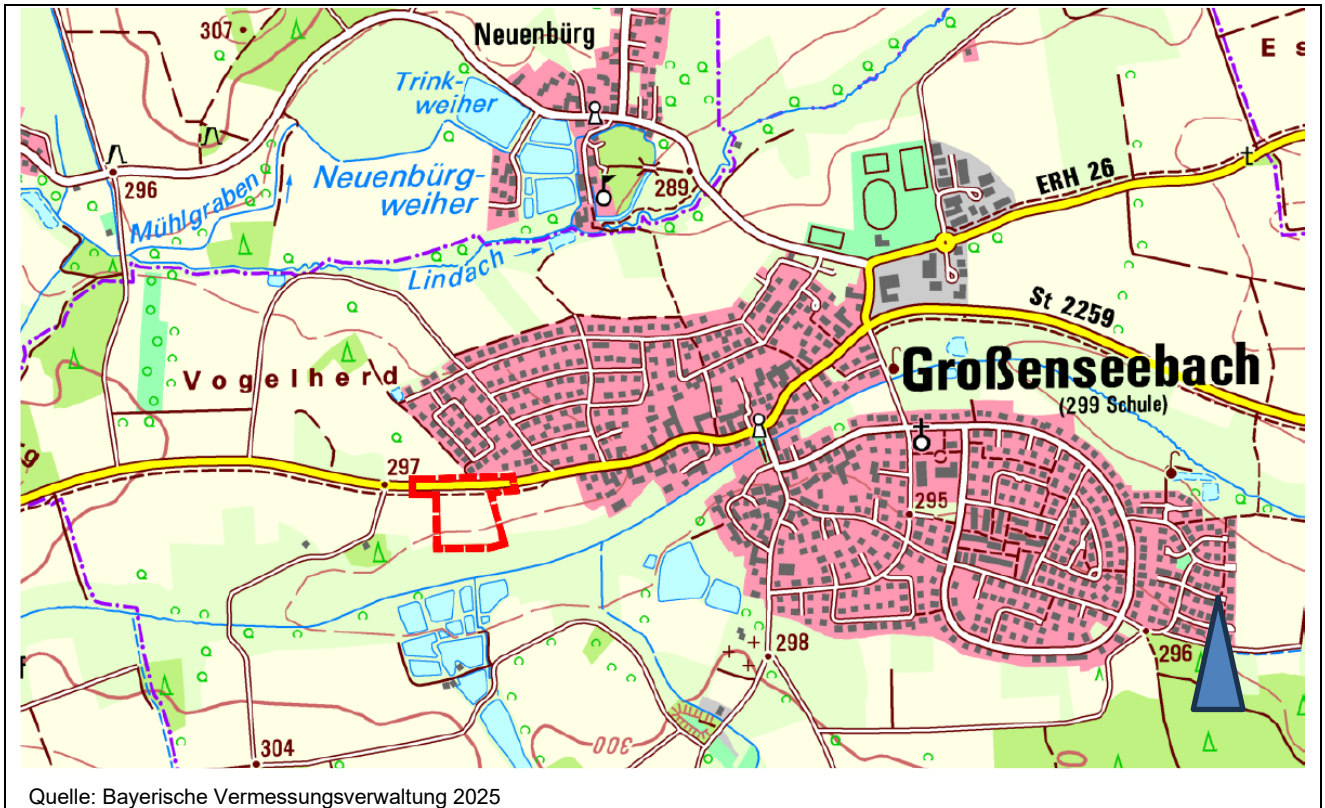 307
Neuenbürg
E s
Trink-
weiher
ERH 26
296
Mühlgraben
Neuenbürg-
weiher
289
Lindach
St 2259
Großenseebach
(299 Schule)
Vogelherd
g
297
295
298
296
f
304
300
Quelle: Bayerische Vermessungsverwaltung 2025